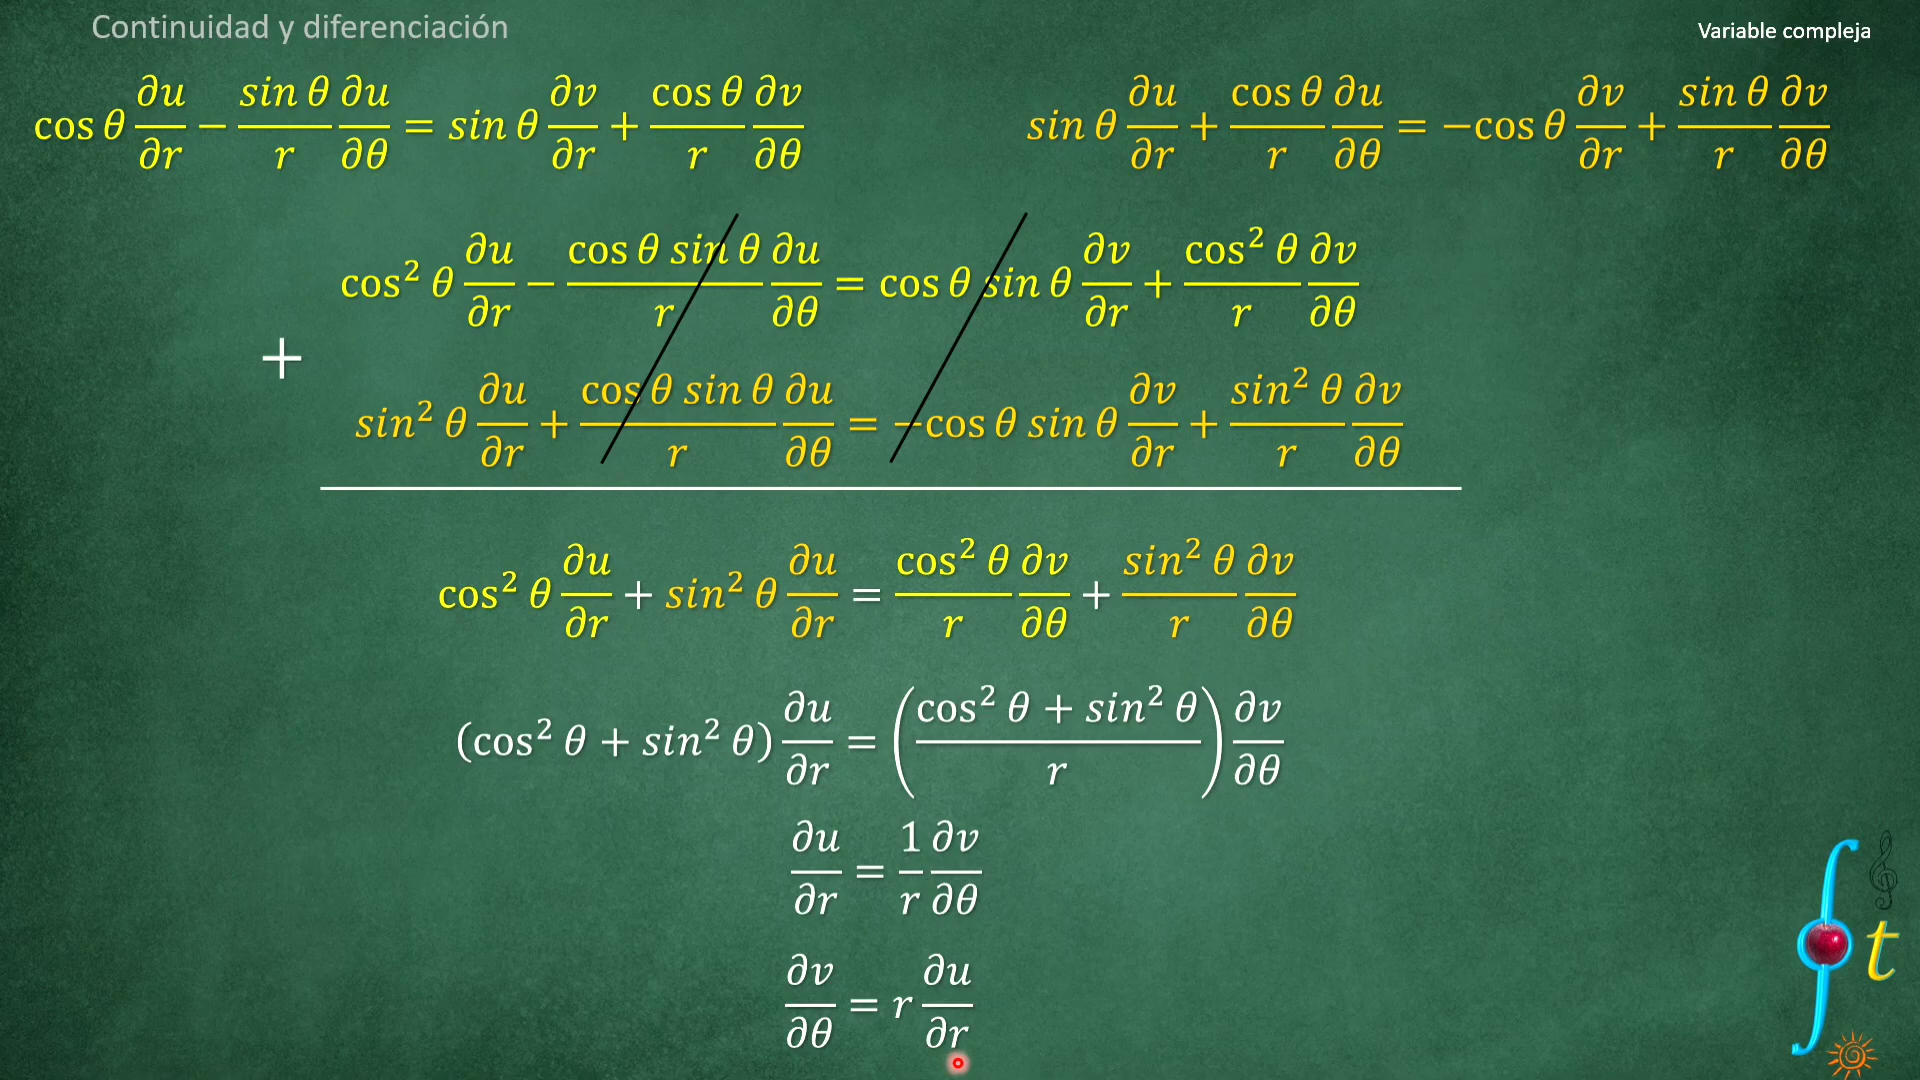 Continuidad y diferenciación
Variable compleja
cos θ ∂u/∂r − sin θ/r ∂u/∂θ = sin θ ∂v/∂r + cos θ/r ∂v/∂θ
sin θ ∂u/∂r + cos θ/r ∂u/∂θ = −cos θ ∂v/∂r + sin θ/r ∂v/∂θ
cos² θ ∂u/∂r − cos θ sin θ/r ∂u/∂θ = cos θ sin θ ∂v/∂r + cos² θ/r ∂v/∂θ
+
sin² θ ∂u/∂r + cos θ sin θ/r ∂u/∂θ = −cos θ sin θ ∂v/∂r + sin² θ/r ∂v/∂θ
cos² θ ∂u/∂r + sin² θ ∂u/∂r = cos² θ/r ∂v/∂θ + sin² θ/r ∂v/∂θ
(cos² θ + sin² θ) ∂u/∂r = ((cos² θ + sin² θ)/r) ∂v/∂θ
∂u/∂r = 1/r ∂v/∂θ
∂v/∂θ = r ∂u/∂r
t